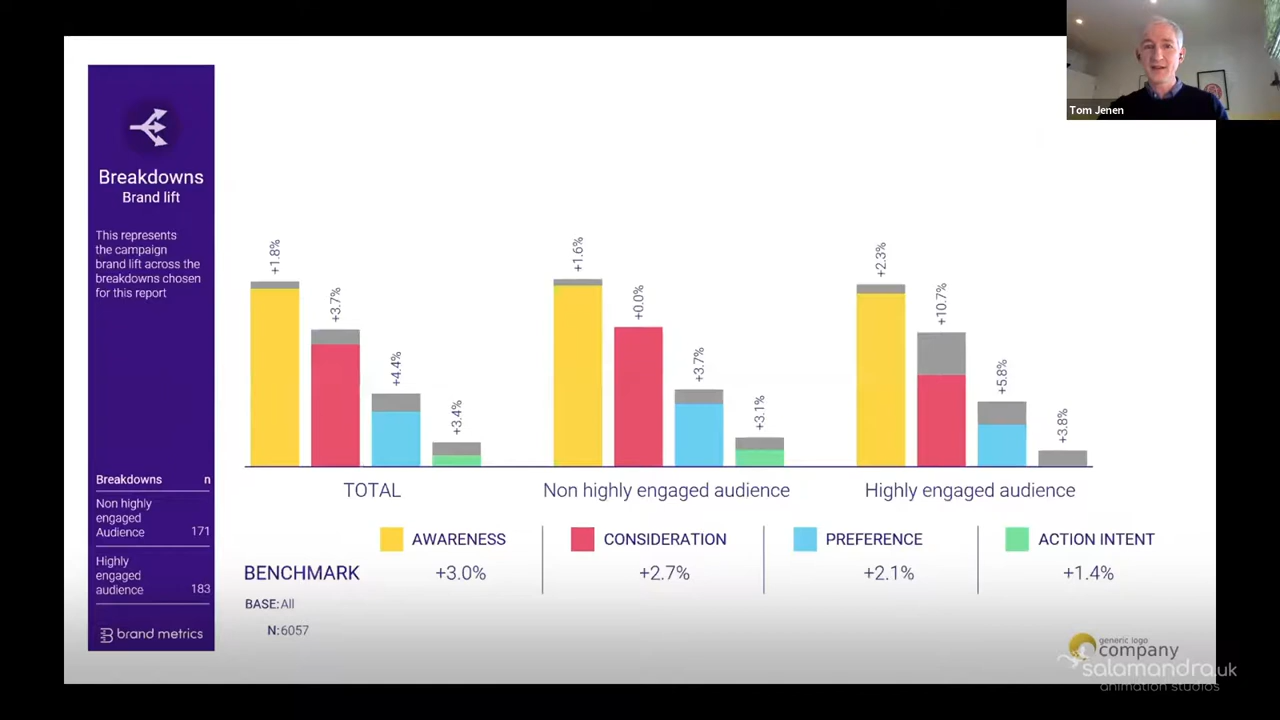 Tom Jenen
Breakdowns
Brand lift
This represents
the campaign
brand lift across the
breakdowns chosen
for this report
Breakdowns n
Non highly
engaged
Audience 171
Highly
engaged
audience 183
brand metrics
+1.8%
+3.7%
+4.4%
+3.4%
+1.6%
+0.0%
+3.7%
+3.1%
+2.3%
+10.7%
+5.8%
+3.8%
TOTAL
Non highly engaged audience
Highly engaged audience
AWARENESS
CONSIDERATION
PREFERENCE
ACTION INTENT
BENCHMARK +3.0% +2.7% +2.1% +1.4%
BASE: All
N: 6057
generic logo
company
salamandra.uk
animation studios